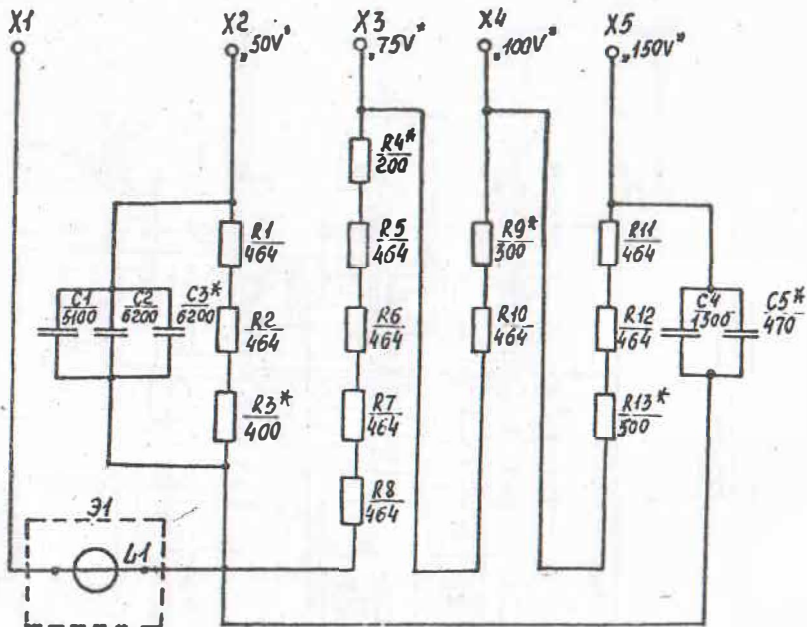 X1
X2
„50V"
X3
„75V"
X4
„100V"
X5
„150V"
R4*
200
R1
464
R5
464
R9*
300
R11
464
C1
5100
C2
6200
C3*
6200
R2
464
R6
464
R10
464
R12
464
C4
1300
C5*
470
R3*
400
R7
464
R13*
500
R8
464
Э1
L1